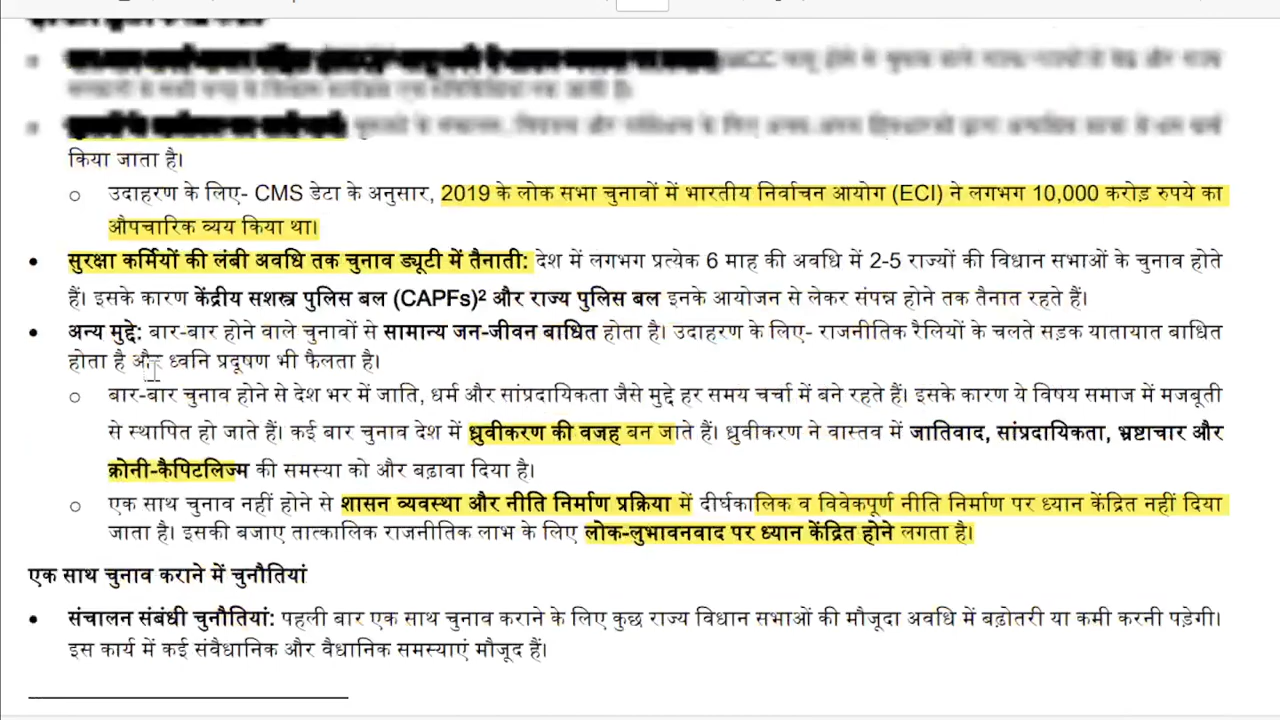 किया जाता है।
○ उदाहरण के लिए- CMS डेटा के अनुसार, 2019 के लोक सभा चुनावों में भारतीय निर्वाचन आयोग (ECI) ने लगभग 10,000 करोड़ रुपये का
औपचारिक व्यय किया था।
• सुरक्षा कर्मियों की लंबी अवधि तक चुनाव ड्यूटी में तैनाती: देश में लगभग प्रत्येक 6 माह की अवधि में 2-5 राज्यों की विधान सभाओं के चुनाव होते
हैं। इसके कारण केंद्रीय सशस्त्र पुलिस बल (CAPFs)² और राज्य पुलिस बल इनके आयोजन से लेकर संपन्न होने तक तैनात रहते हैं।
• अन्य मुद्दे: बार-बार होने वाले चुनावों से सामान्य जन-जीवन बाधित होता है। उदाहरण के लिए- राजनीतिक रैलियों के चलते सड़क यातायात बाधित
होता है और ध्वनि प्रदूषण भी फैलता है।
○ बार-बार चुनाव होने से देश भर में जाति, धर्म और सांप्रदायिकता जैसे मुद्दे हर समय चर्चा में बने रहते हैं। इसके कारण ये विषय समाज में मजबूती
से स्थापित हो जाते हैं। कई बार चुनाव देश में ध्रुवीकरण की वजह बन जाते हैं। ध्रुवीकरण ने वास्तव में जातिवाद, सांप्रदायिकता, भ्रष्टाचार और
क्रोनी-कैपिटलिज्म की समस्या को और बढ़ावा दिया है।
○ एक साथ चुनाव नहीं होने से शासन व्यवस्था और नीति निर्माण प्रक्रिया में दीर्घकालिक व विवेकपूर्ण नीति निर्माण पर ध्यान केंद्रित नहीं दिया
जाता है। इसकी बजाए तात्कालिक राजनीतिक लाभ के लिए लोक-लुभावनवाद पर ध्यान केंद्रित होने लगता है।
एक साथ चुनाव कराने में चुनौतियां
• संचालन संबंधी चुनौतियां: पहली बार एक साथ चुनाव कराने के लिए कुछ राज्य विधान सभाओं की मौजूदा अवधि में बढ़ोतरी या कमी करनी पड़ेगी।
इस कार्य में कई संवैधानिक और वैधानिक समस्याएं मौजूद हैं।